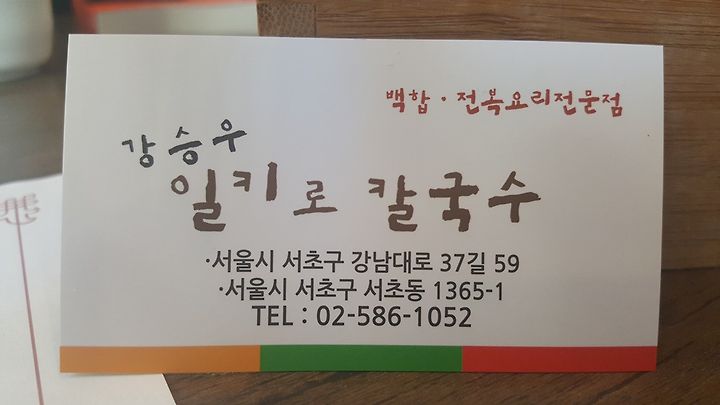 백합·전복요리전문점
강승우
일키로 칼국수
·서울시 서초구 강남대로 37길 59
·서울시 서초구 서초동 1365-1
TEL : 02-586-1052